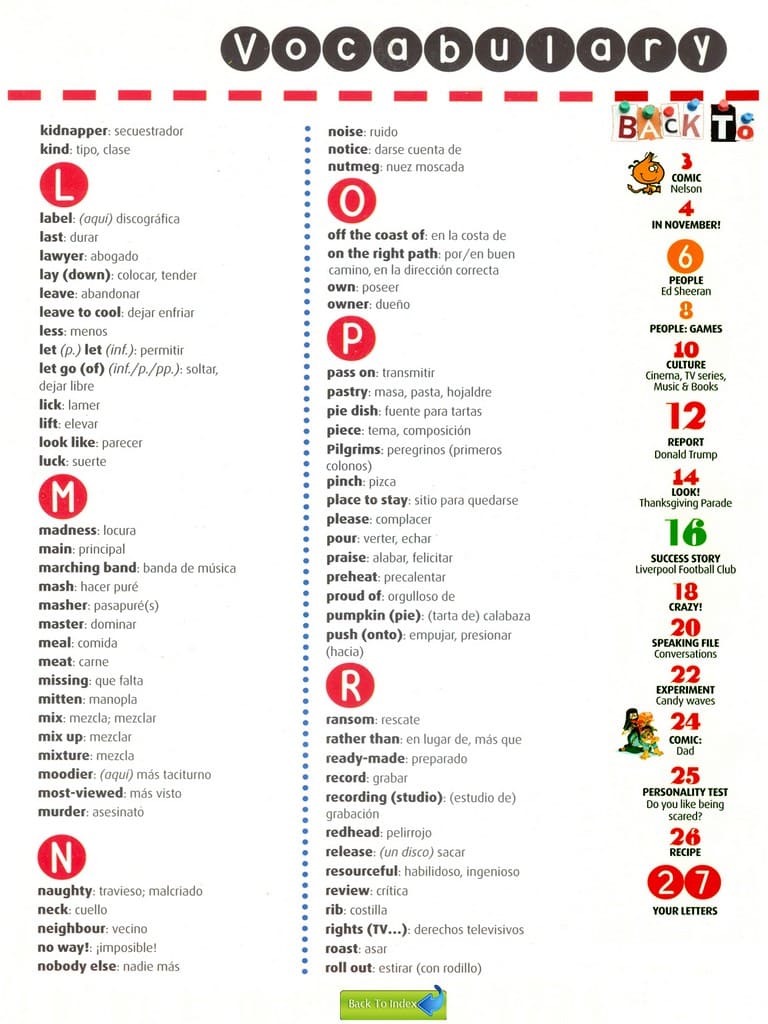 Vocabulary
kidnapper: secuestrador
kind: tipo, clase
L
label: (aquí) discográfica
last: durar
lawyer: abogado
lay (down): colocar, tender
leave: abandonar
leave to cool: dejar enfriar
less: menos
let (p.) let (inf.): permitir
let go (of) (inf./p./pp.): soltar,
dejar libre
lick: lamer
lift: elevar
look like: parecer
luck: suerte
M
madness: locura
main: principal
marching band: banda de música
mash: hacer puré
masher: pasapuré(s)
master: dominar
meal: comida
meat: carne
missing: que falta
mitten: manopla
mix: mezcla; mezclar
mix up: mezclar
mixture: mezcla
moodier: (aquí) más taciturno
most-viewed: más visto
murder: asesinato
N
naughty: travieso; malcriado
neck: cuello
neighbour: vecino
no way!: ¡imposible!
nobody else: nadie más
noise: ruido
notice: darse cuenta de
nutmeg: nuez moscada
O
off the coast of: en la costa de
on the right path: por/en buen
camino, en la dirección correcta
own: poseer
owner: dueño
P
pass on: transmitir
pastry: masa, pasta, hojaldre
pie dish: fuente para tartas
piece: tema, composición
Pilgrims: peregrinos (primeros
colonos)
pinch: pizca
place to stay: sitio para quedarse
please: complacer
pour: verter, echar
praise: alabar, felicitar
preheat: precalentar
proud of: orgulloso de
pumpkin (pie): (tarta de) calabaza
push (onto): empujar, presionar
(hacia)
R
ransom: rescate
rather than: en lugar de, más que
ready-made: preparado
record: grabar
recording (studio): (estudio de)
grabación
redhead: pelirrojo
release: (un disco) sacar
resourceful: habilidoso, ingenioso
review: crítica
rib: costilla
rights (TV...): derechos televisivos
roast: asar
roll out: estirar (con rodillo)
BACK To
3
COMIC
Nelson
4
IN NOVEMBER!
6
PEOPLE
Ed Sheeran
8
PEOPLE: GAMES
10
CULTURE
Cinema, TV series,
Music & Books
12
REPORT
Donald Trump
14
LOOK!
Thanksgiving Parade
16
SUCCESS STORY
Liverpool Football Club
18
CRAZY!
20
SPEAKING FILE
Conversations
22
EXPERIMENT
Candy waves
24
COMIC:
Dad
25
PERSONALITY TEST
Do you like being
scared?
26
RECIPE
27
YOUR LETTERS
Back To Index